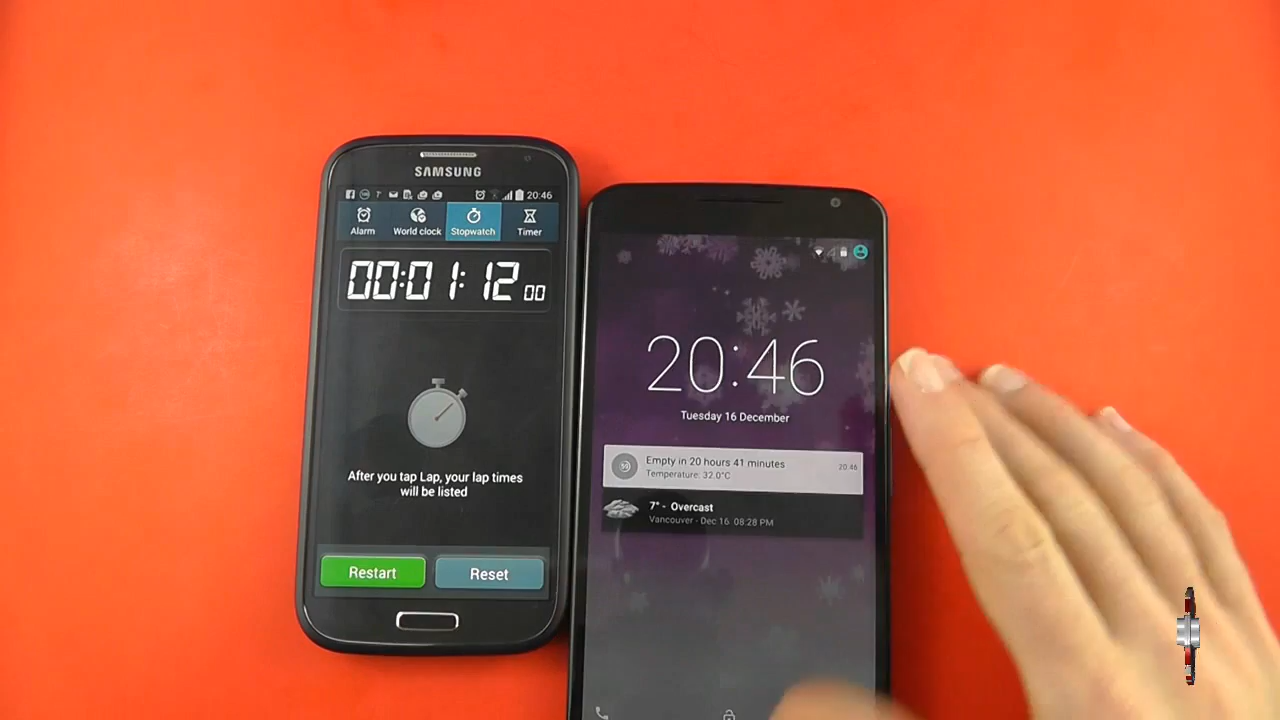 SAMSUNG
20:46
Alarm
World clock
Stopwatch
Timer
00:01:12 00
After you tap Lap, your lap times
will be listed
Restart
Reset
20:46
Tuesday 16 December
59
Empty in 20 hours 41 minutes
20:46
Temperature: 32.0°C
7° - Overcast
Vancouver - Dec 16 08:28 PM